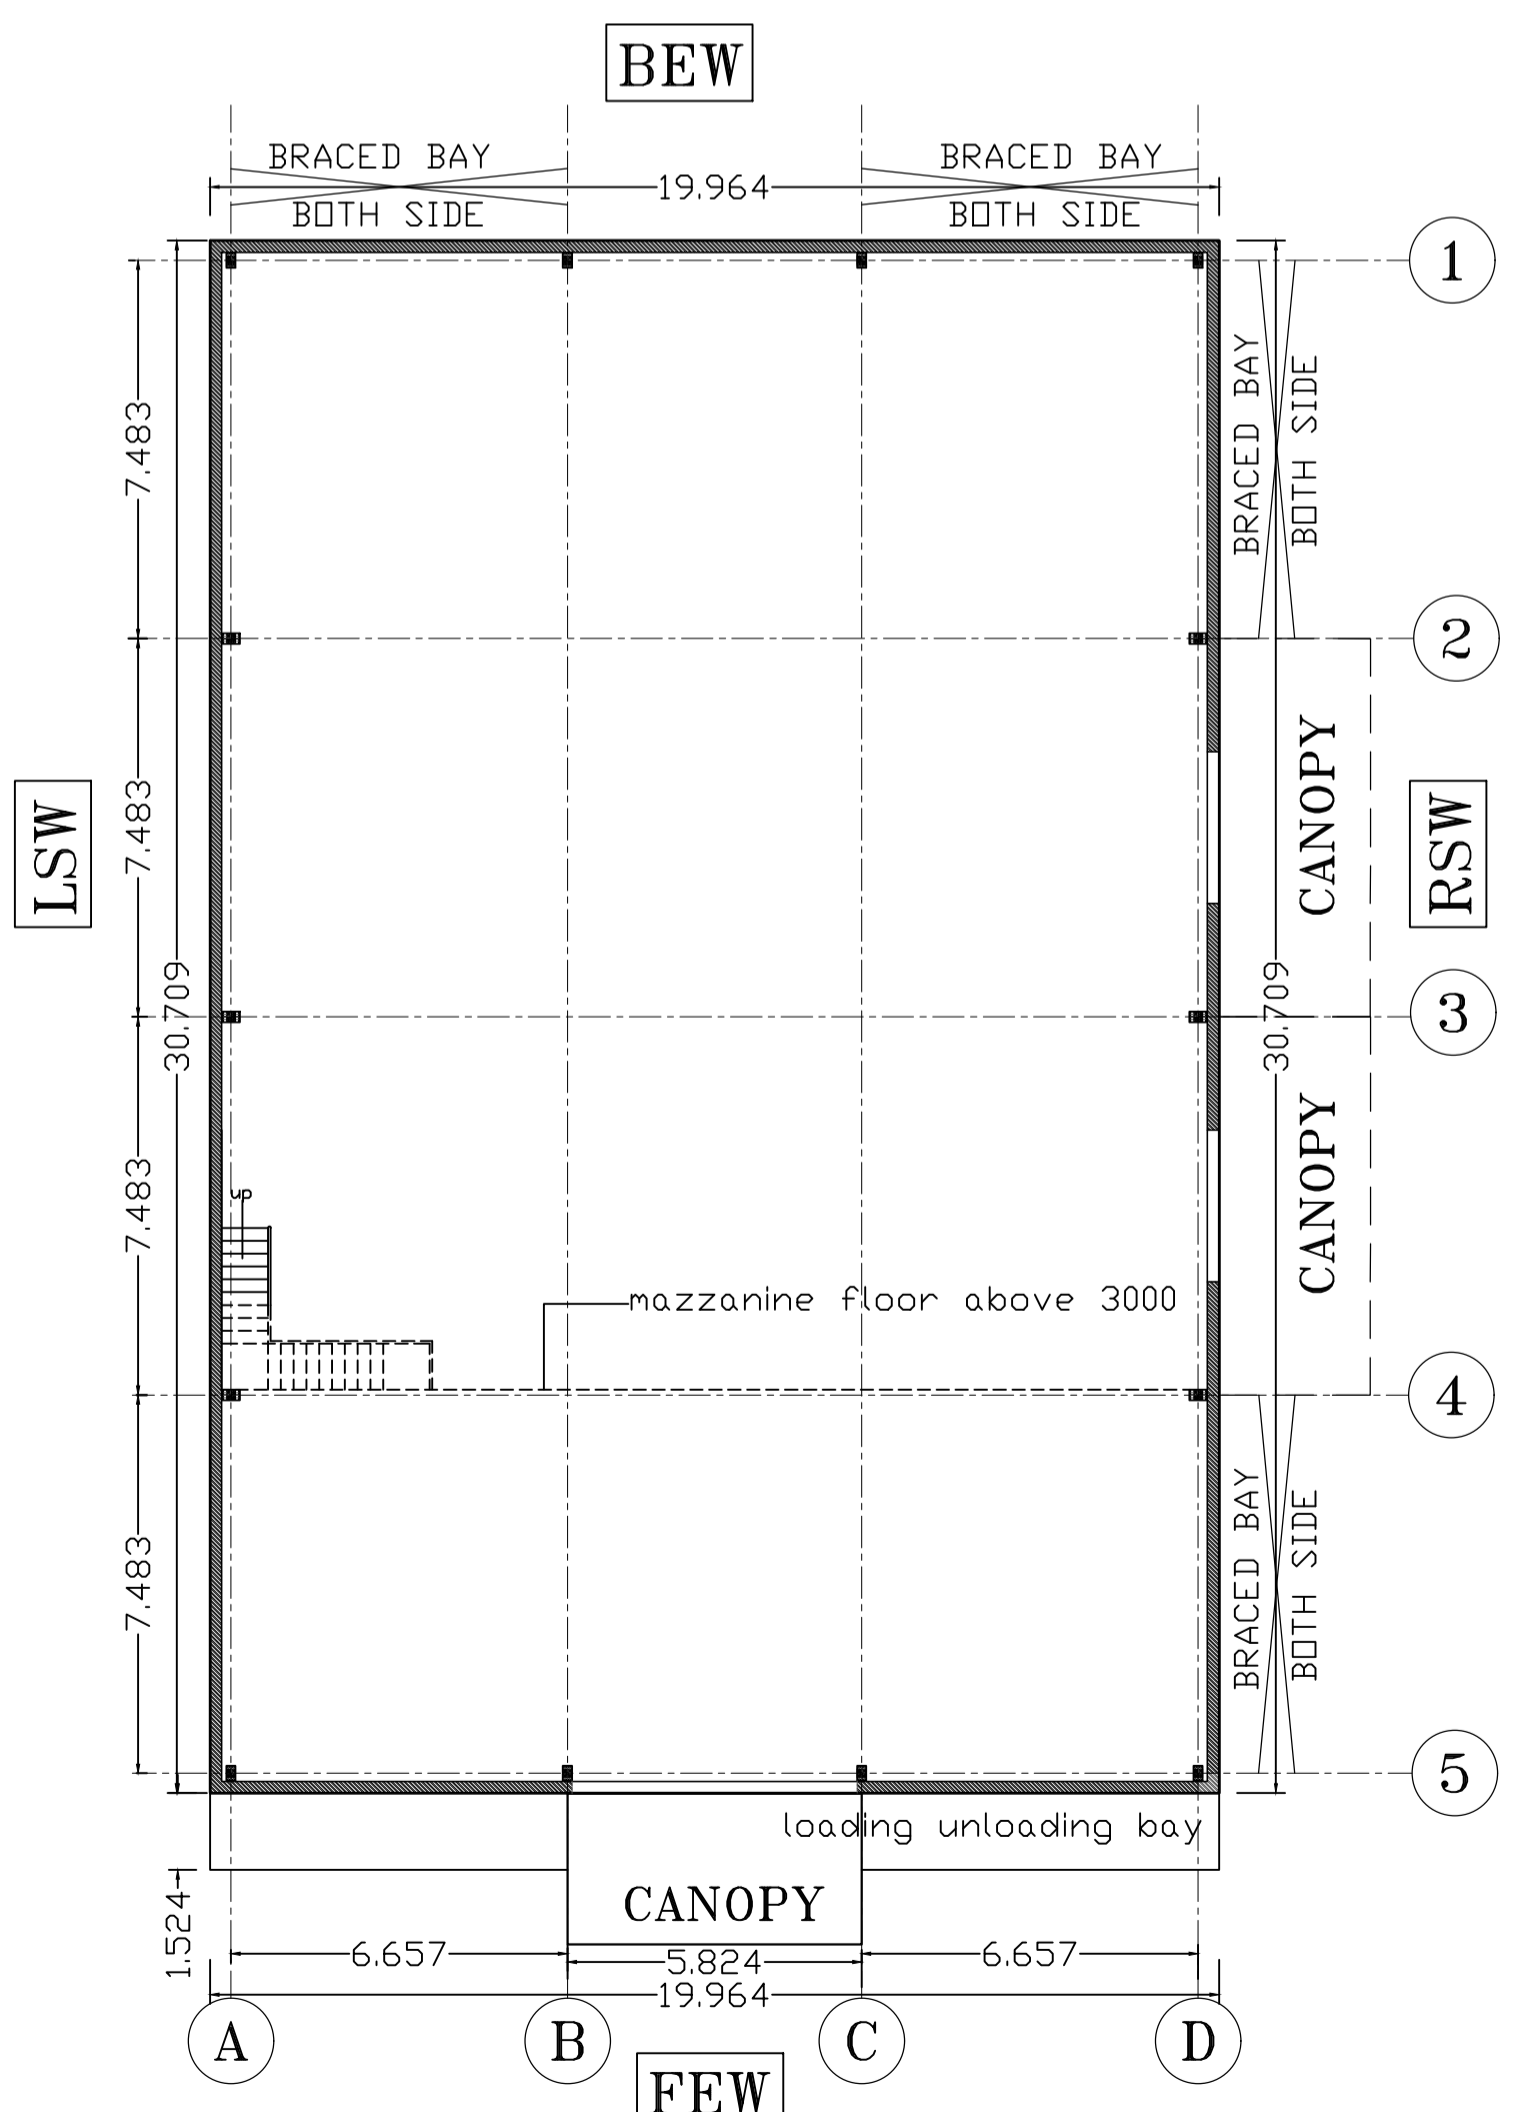 BEW
BRACED BAY
BRACED BAY
19.964
BOTH SIDE
BOTH SIDE
1
7.483
BRACED BAY
BOTH SIDE
2
CANOPY
LSW
7.483
RSW
30.709
30.709
3
CANOPY
7.483
up
mazzanine floor above 3000
4
7.483
BRACED BAY
BOTH SIDE
5
loading unloading bay
CANOPY
1.524
6.657
5.824
6.657
19.964
A
B
C
D
FEW